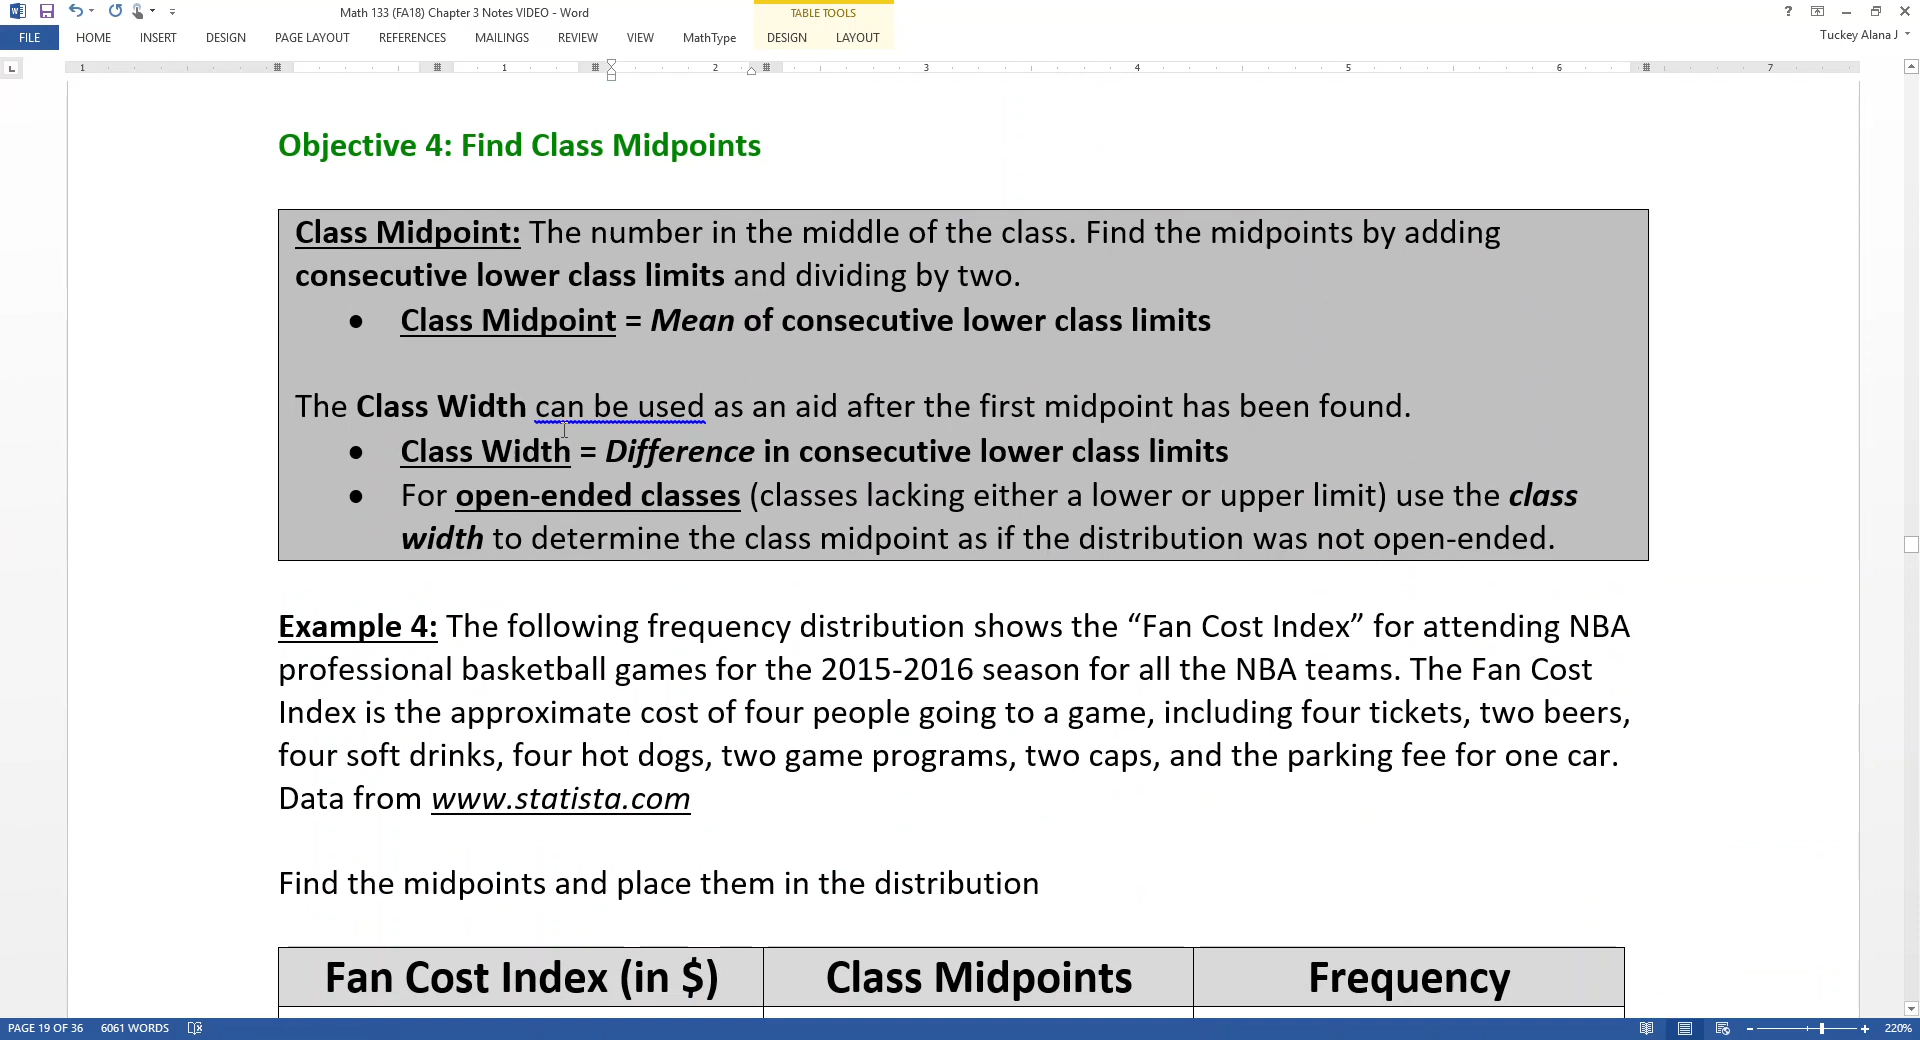 Math 133 (FA18) Chapter 3 Notes VIDEO - Word
TABLE TOOLS
?
FILE HOME INSERT DESIGN PAGE LAYOUT REFERENCES MAILINGS REVIEW VIEW MathType DESIGN LAYOUT
Tuckey Alana J
1 1 2 3 4 5 6 7
Objective 4: Find Class Midpoints
Class Midpoint: The number in the middle of the class. Find the midpoints by adding
consecutive lower class limits and dividing by two.
• Class Midpoint = Mean of consecutive lower class limits
The Class Width can be used as an aid after the first midpoint has been found.
• Class Width = Difference in consecutive lower class limits
• For open-ended classes (classes lacking either a lower or upper limit) use the class
width to determine the class midpoint as if the distribution was not open-ended.
Example 4: The following frequency distribution shows the “Fan Cost Index” for attending NBA
professional basketball games for the 2015-2016 season for all the NBA teams. The Fan Cost
Index is the approximate cost of four people going to a game, including four tickets, two beers,
four soft drinks, four hot dogs, two game programs, two caps, and the parking fee for one car.
Data from www.statista.com
Find the midpoints and place them in the distribution
Fan Cost Index (in $) Class Midpoints Frequency
PAGE 19 OF 36 6061 WORDS 220%